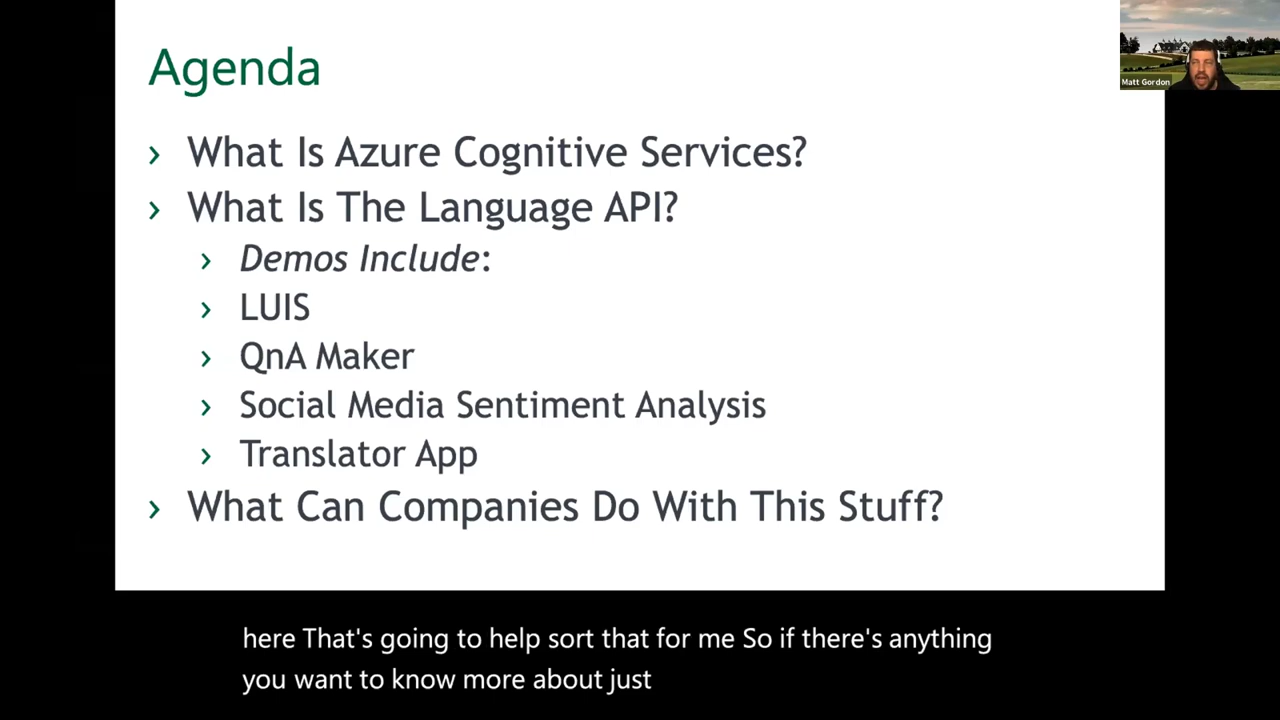 Agenda
› What Is Azure Cognitive Services?
› What Is The Language API?
› Demos Include:
› LUIS
› QnA Maker
› Social Media Sentiment Analysis
› Translator App
› What Can Companies Do With This Stuff?
Matt Gordon
here That's going to help sort that for me So if there's anything
you want to know more about just